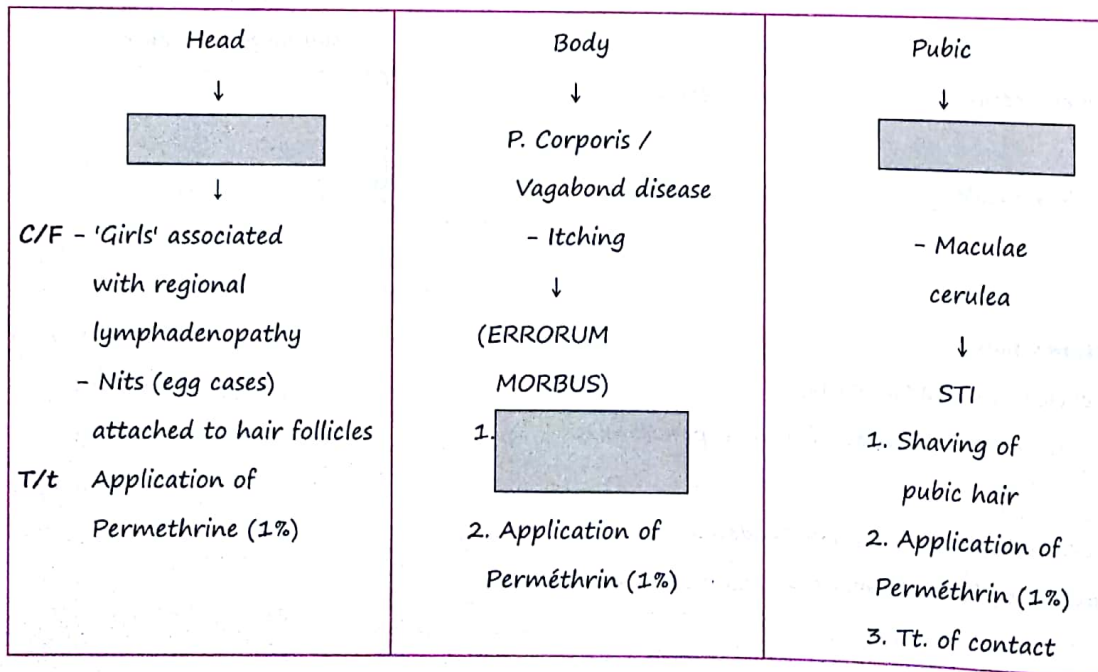 Head
↓
↓
C/F - 'Girls' associated
with regional
lymphadenopathy
- Nits (egg cases)
attached to hair follicles
T/t Application of
Permethrine (1%)
Body
↓
P. Corporis /
Vagabond disease
- Itching
↓
(ERRORUM
MORBUS)
1.
2. Application of
Perméthrin (1%)
Pubic
↓
- Maculae
cerulea
↓
STI
1. Shaving of
pubic hair
2. Application of
Perméthrin (1%)
3. Tt. of contact